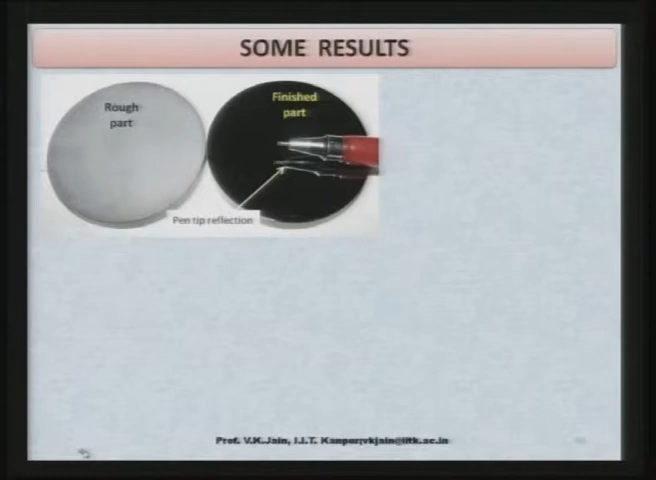 SOME RESULTS
Rough
part
Finished
part
Pen tip reflection
Prof. V.K.Jain, I.I.T. Kanpur;vkjain@iitk.ac.in